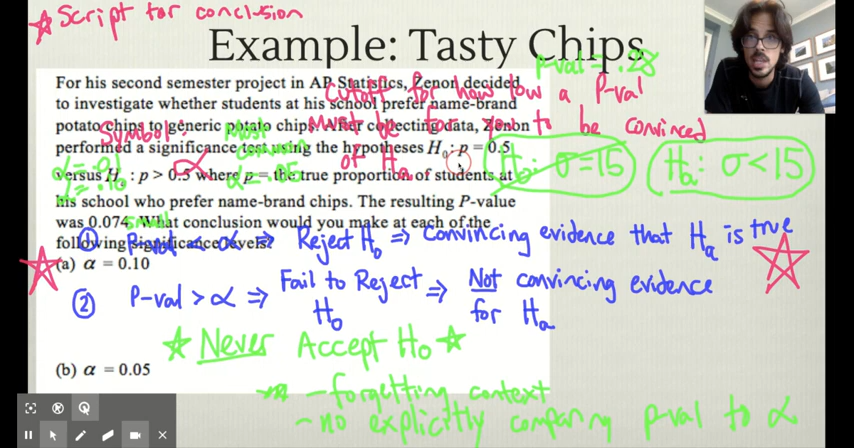 Script for conclusion
Example: Tasty Chips
p-val = .28
For his second semester project in AP Statistics, Zenon decided
to investigate whether students at his school prefer name-brand
potato chips to generic potato chips. After collecting data, Zenon
performed a significance test using the hypotheses H₀: p = 0.5
versus Hₐ: p > 0.5 where p = the true proportion of students at
his school who prefer name-brand chips. The resulting P-value
was 0.074. What conclusion would you make at each of the
following significance levels?
(a) α = 0.10
(b) α = 0.05
Cutoff for how low a P-val
must be for you to be convinced
of Ha
Symbol:
α
Most
common
α = .05
α = .01
α = .10
H₀: σ = 15
Ha: σ < 15
small
① P-val < α ⇒ Reject H₀ ⇒ Convincing evidence that Ha is true
② P-val > α ⇒ Fail to Reject H₀ ⇒ Not convincing evidence for Ha
Never Accept H₀
- forgetting context
- no explicitly comparing p-val to α